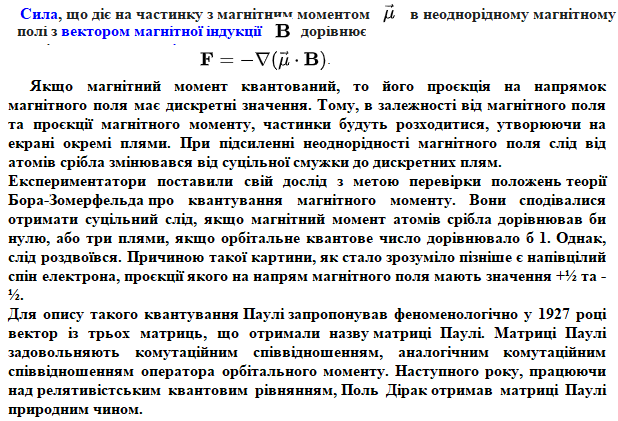 Сила, що діє на частинку з магнітним моментом $\vec{\mu}$ в неоднорідному магнітному
полі з вектором магнітної індукції B дорівнює
F = −∇(μ⃗ · B).
Якщо магнітний момент квантований, то його проєкція на напрямок
магнітного поля має дискретні значення. Тому, в залежності від магнітного поля
та проєкції магнітного моменту, частинки будуть розходитися, утворюючи на
екрані окремі плями. При підсиленні неоднорідності магнітного поля слід від
атомів срібла змінювався від суцільної смужки до дискретних плям.
Експериментатори поставили свій дослід з метою перевірки положень теорії
Бора-Зомерфельда про квантування магнітного моменту. Вони сподівалися
отримати суцільний слід, якщо магнітний момент атомів срібла дорівнював би
нулю, або три плями, якщо орбітальне квантове число дорівнювало б 1. Однак,
слід роздвоївся. Причиною такої картини, як стало зрозуміло пізніше є напівцілий
спін електрона, проєкції якого на напрям магнітного поля мають значення +½ та -
½.
Для опису такого квантування Паулі запропонував феноменологічно у 1927 році
вектор із трьох матриць, що отримали назву матриці Паулі. Матриці Паулі
задовольняють комутаційним співвідношенням, аналогічним комутаційним
співвідношенням оператора орбітального моменту. Наступного року, працюючи
над релятивістським квантовим рівнянням, Поль Дірак отримав матриці Паулі
природним чином.